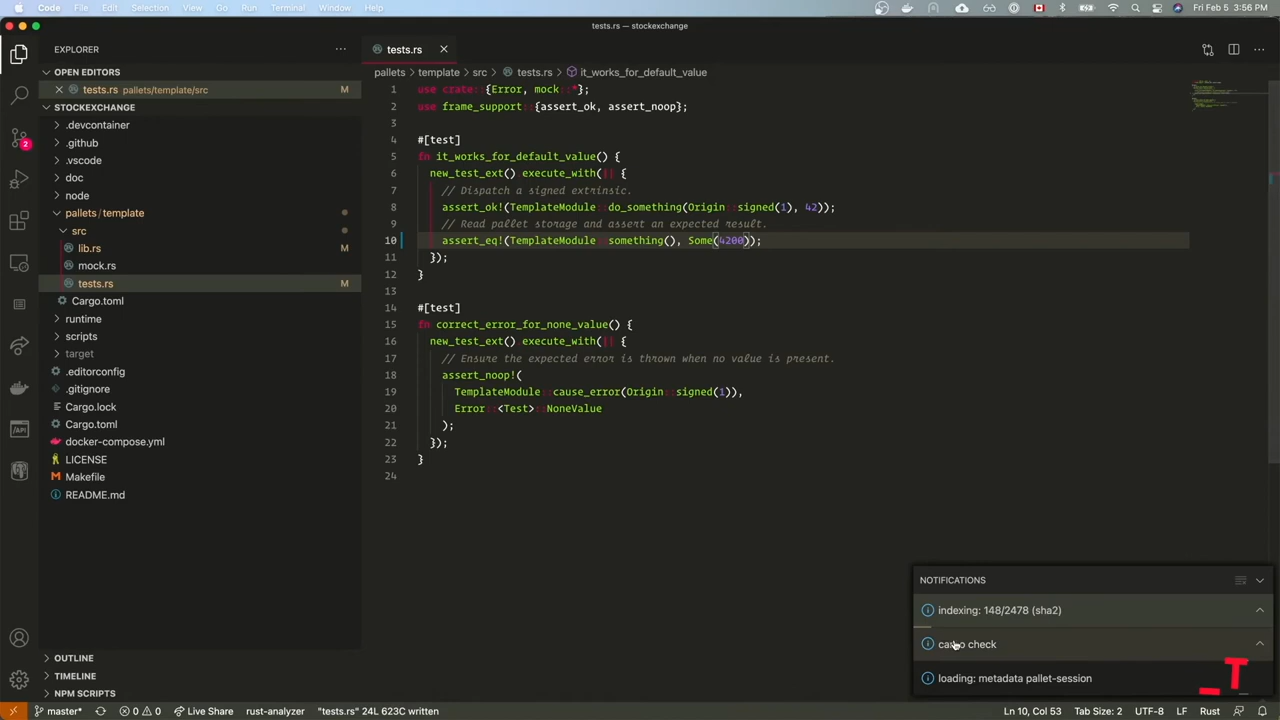 Code File Edit Selection View Go Run Terminal Window Help Fri Feb 5 3:56 PM
tests.rs — stockexchange
EXPLORER
OPEN EDITORS
tests.rs pallets/template/src M
STOCKEXCHANGE
.devcontainer
.github
.vscode
doc
node
pallets/template
src
lib.rs M
mock.rs
tests.rs M
Cargo.toml
runtime
scripts
target
.editorconfig
.gitignore
Cargo.lock
Cargo.toml
docker-compose.yml
LICENSE
Makefile
README.md
OUTLINE
TIMELINE
NPM SCRIPTS
2
/API
tests.rs
pallets > template > src > tests.rs > it_works_for_default_value
1 use crate::{Error, mock::*};
2 use frame_support::{assert_ok, assert_noop};
3
4 #[test]
5 fn it_works_for_default_value() {
6 new_test_ext().execute_with(|| {
7 // Dispatch a signed extrinsic.
8 assert_ok!(TemplateModule::do_something(Origin::signed(1), 42));
9 // Read pallet storage and assert an expected result.
10 assert_eq!(TemplateModule::something(), Some(4200));
11 });
12 }
13
14 #[test]
15 fn correct_error_for_none_value() {
16 new_test_ext().execute_with(|| {
17 // Ensure the expected error is thrown when no value is present.
18 assert_noop!(
19 TemplateModule::cause_error(Origin::signed(1)),
20 Error::<Test>::NoneValue
21 );
22 });
23 }
24
NOTIFICATIONS
indexing: 148/2478 (sha2)
cargo check
loading: metadata pallet-session
_T_
master* 0 0 Live Share rust-analyzer "tests.rs" 24L 623C written Ln 10, Col 53 Tab Size: 2 UTF-8 LF Rust